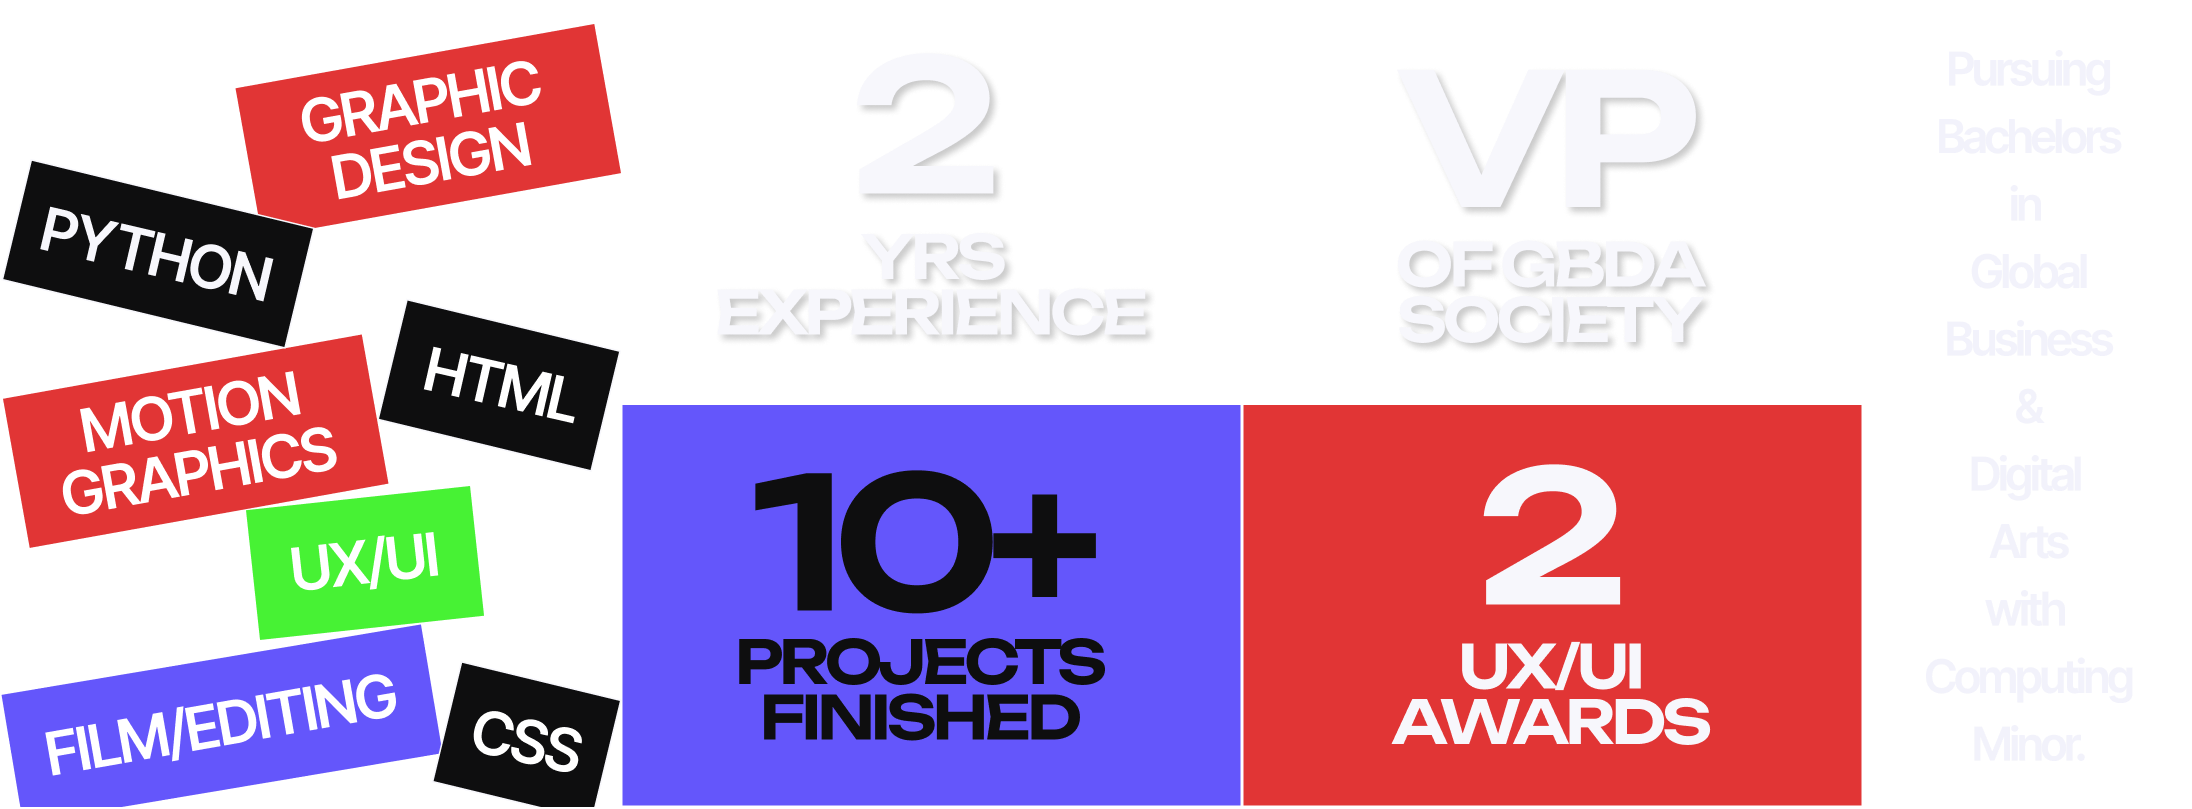 GRAPHIC
DESIGN
PYTHON
HTML
MOTION
GRAPHICS
UX/UI
FILM/EDITING
CSS
2
YRS
EXPERIENCE
VP
OF GBDA
SOCIETY
10+
PROJECTS
FINISHED
2
UX/UI
AWARDS
Pursuing
Bachelors
in
Global
Business
&
Digital
Arts
with
Computing
Minor.